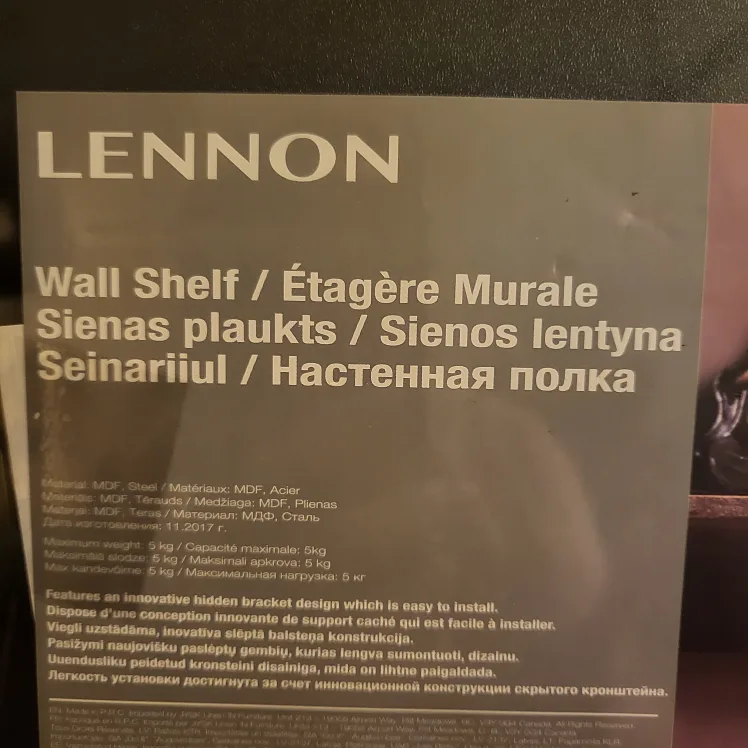 LENNON
Wall Shelf / Étagère Murale
Sienas plaukts / Sienos lentyna
Seinariiul / Настенная полка
Material: MDF, Steel / Matériaux: MDF, Acier
Materiāls: MDF, Tērauds / Medžiaga: MDF, Plienas
Materjal: MDF, Teras / Материал: МДФ, Сталь
Дата изготовления: 11.2017 г.
Maximum weight: 5 kg / Capacité maximale: 5kg
Maksimālā slodze: 5 kg / Maksimali apkrova: 5 kg
Max kandevõime: 5 kg / Максимальная нагрузка: 5 кг
Features an innovative hidden bracket design which is easy to install.
Dispose d'une conception innovante de support caché qui est facile à installer.
Viegli uzstādāma, inovatīva slēptā balsteņa konstrukcija.
Pasižymi naujovišku paslėptų gembių, kurias lengva sumontuoti, dizainu.
Uuendusliku peidetud kronsteini disainiga, mida on lihtne paigaldada.
Легкость установки достигнута за счет инновационной конструкции скрытого кронштейна.